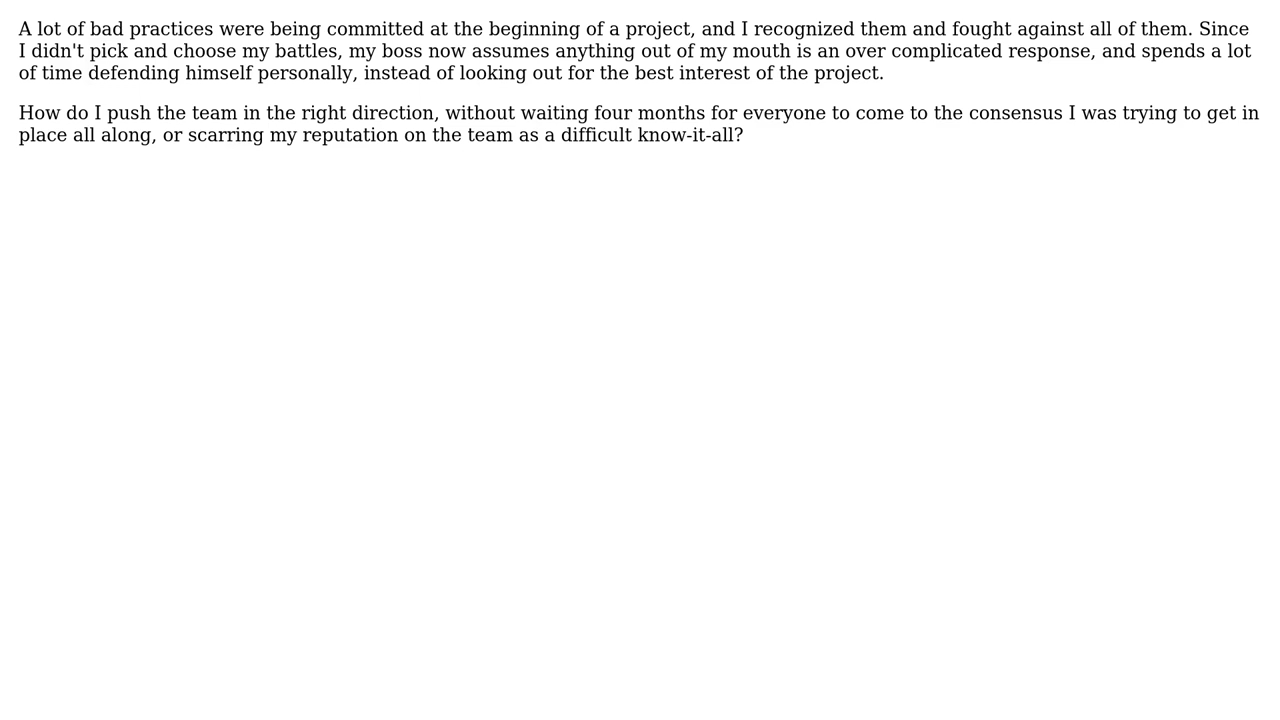 A lot of bad practices were being committed at the beginning of a project, and I recognized them and fought against all of them. Since
I didn't pick and choose my battles, my boss now assumes anything out of my mouth is an over complicated response, and spends a lot
of time defending himself personally, instead of looking out for the best interest of the project.
How do I push the team in the right direction, without waiting four months for everyone to come to the consensus I was trying to get in
place all along, or scarring my reputation on the team as a difficult know-it-all?